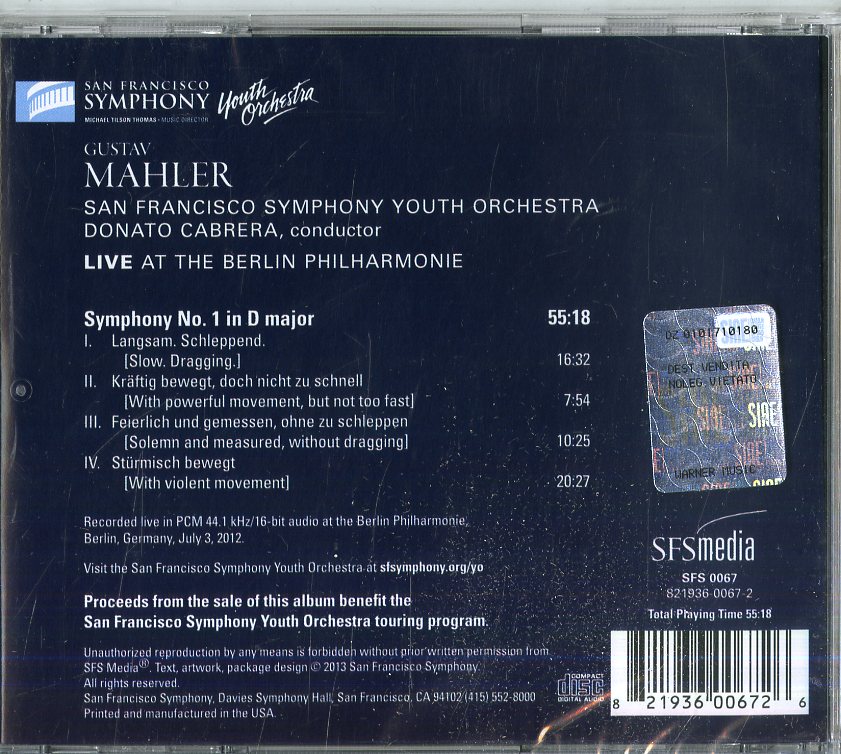 SAN FRANCISCO
SYMPHONY
Youth Orchestra
MICHAEL TILSON THOMAS · MUSIC DIRECTOR
GUSTAV
MAHLER
SAN FRANCISCO SYMPHONY YOUTH ORCHESTRA
DONATO CABRERA, conductor
LIVE AT THE BERLIN PHILHARMONIE
Symphony No. 1 in D major 55:18
I. Langsam. Schleppend.
[Slow. Dragging.] 16:32
II. Kräftig bewegt, doch nicht zu schnell
[With powerful movement, but not too fast] 7:54
III. Feierlich und gemessen, ohne zu schleppen
[Solemn and measured, without dragging] 10:25
IV. Stürmisch bewegt
[With violent movement] 20:27
Recorded live in PCM 44.1 kHz/16-bit audio at the Berlin Philharmonie,
Berlin, Germany, July 3, 2012.
Visit the San Francisco Symphony Youth Orchestra at sfsymphony.org/yo
Proceeds from the sale of this album benefit the
San Francisco Symphony Youth Orchestra touring program.
Unauthorized reproduction by any means is forbidden without prior written permission from
SFS Media®. Text, artwork, package design © 2013 San Francisco Symphony.
All rights reserved.
San Francisco Symphony, Davies Symphony Hall, San Francisco, CA 94102 (415) 552-8000
Printed and manufactured in the USA.
COMPACT
disc
DIGITAL AUDIO
DZ 0101710180
DEST.VENDITA
NOLEG.VIETATO
SIAE
WARNER MUSIC
SFSmedia
SFS 0067
821936-0067-2
Total Playing Time 55:18
8 21936 00672 6